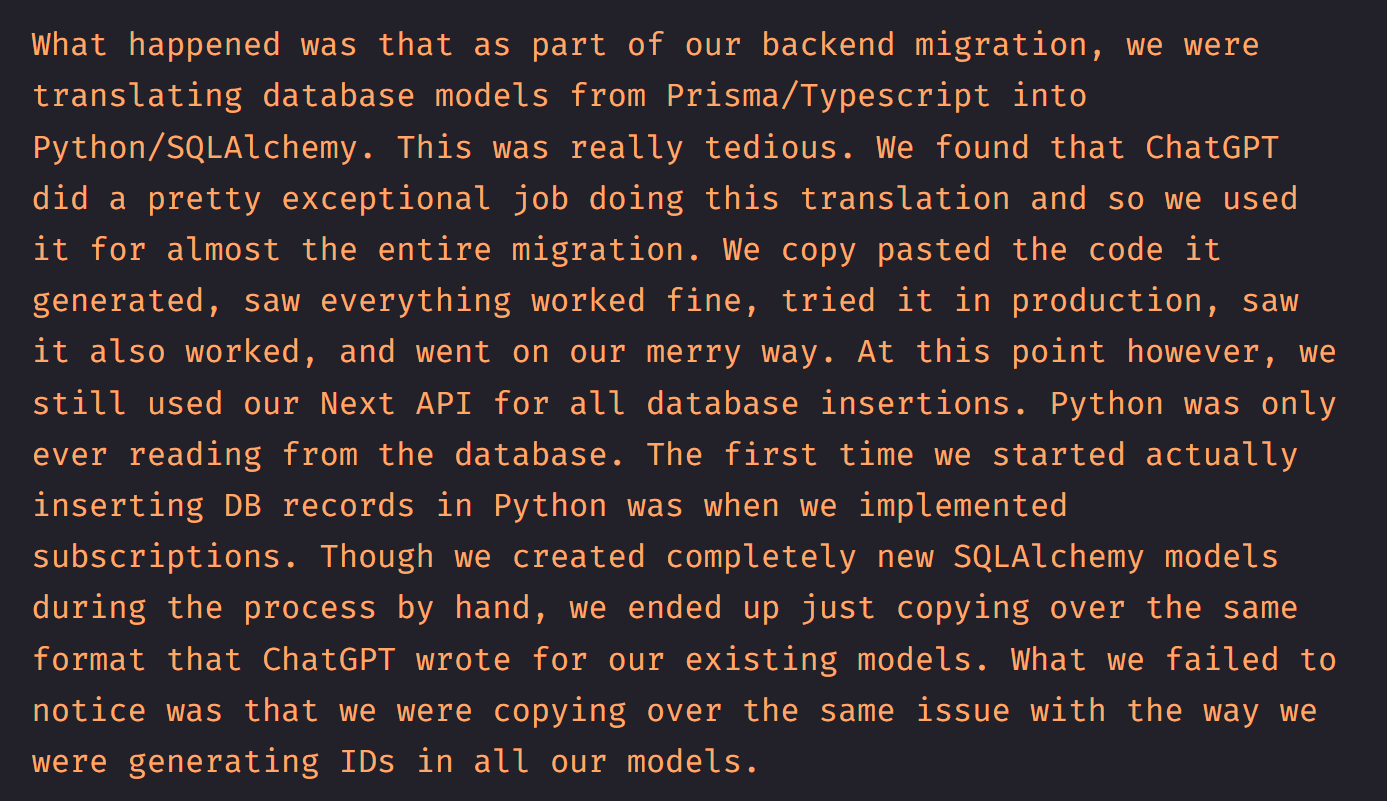 What happened was that as part of our backend migration, we were
translating database models from Prisma/Typescript into
Python/SQLAlchemy. This was really tedious. We found that ChatGPT
did a pretty exceptional job doing this translation and so we used
it for almost the entire migration. We copy pasted the code it
generated, saw everything worked fine, tried it in production, saw
it also worked, and went on our merry way. At this point however, we
still used our Next API for all database insertions. Python was only
ever reading from the database. The first time we started actually
inserting DB records in Python was when we implemented
subscriptions. Though we created completely new SQLAlchemy models
during the process by hand, we ended up just copying over the same
format that ChatGPT wrote for our existing models. What we failed to
notice was that we were copying over the same issue with the way we
were generating IDs in all our models.